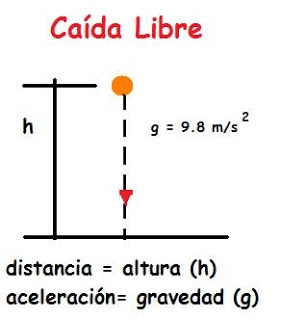 Caída Libre
h
g = 9.8 m/s²
distancia = altura (h)
aceleración= gravedad (g)